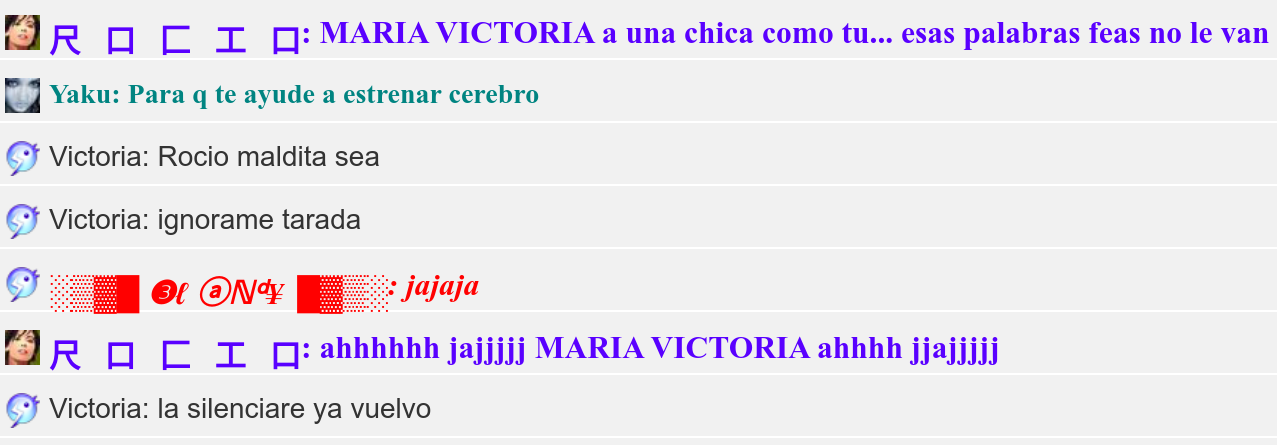 尺 口 匚 工 口: MARIA VICTORIA a una chica como tu... esas palabras feas no le van
Yaku: Para q te ayude a estrenar cerebro
Victoria: Rocio maldita sea
Victoria: ignorame tarada
░▒▓█ ❸ℓ ⓐℕᵈ¥ █▓▒░: jajaja
尺 口 匚 工 口: ahhhhhh jajjjjj MARIA VICTORIA ahhhh jjajjjjj
Victoria: la silenciare ya vuelvo